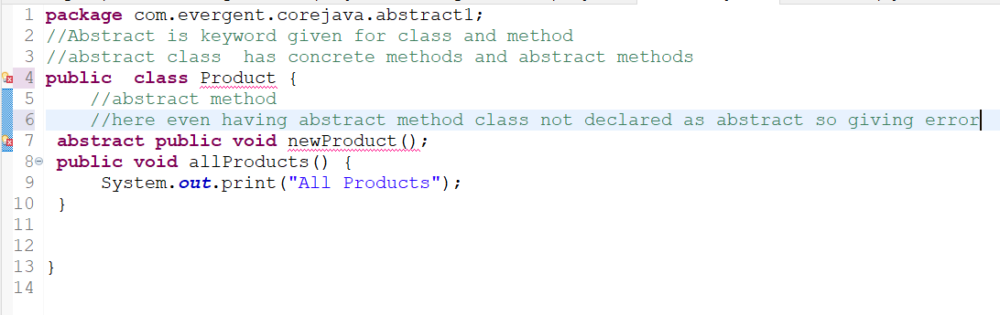 1 package com.evergent.corejava.abstract1;
2 //Abstract is keyword given for class and method
3 //abstract class  has concrete methods and abstract methods
4 public  class Product {
5     //abstract method
6     //here even having abstract method class not declared as abstract so giving error
7  abstract public void newProduct();
8  public void allProducts() {
9      System.out.print("All Products");
10  }
11
12
13 }
14